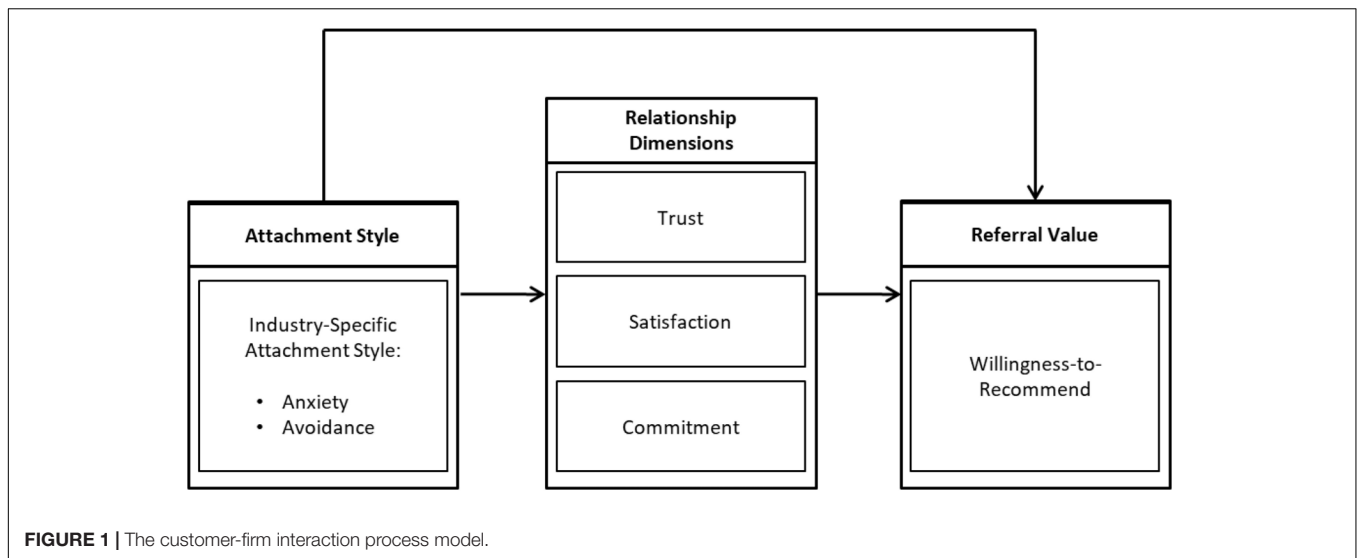 Attachment Style
Industry-Specific
Attachment Style:
• Anxiety
• Avoidance
Relationship
Dimensions
Trust
Satisfaction
Commitment
Referral Value
Willingness-to-
Recommend
FIGURE 1 | The customer-firm interaction process model.